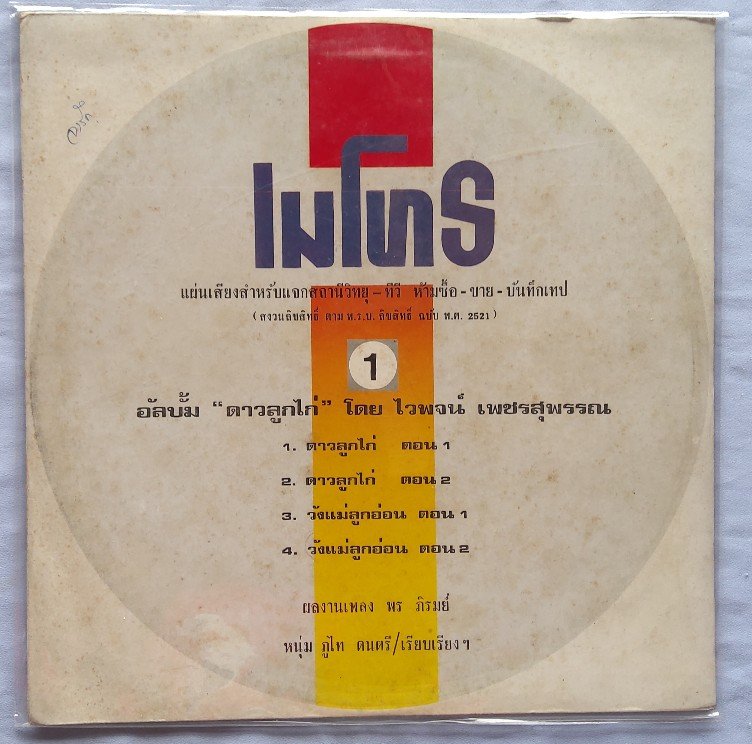 เมโทร
แผ่นเสียงสำหรับแจกสถานีวิทยุ - ทีวี ห้ามซื้อ - ขาย - บันทึกเทป
( สงวนลิขสิทธิ์ ตาม พ.ร.บ. ลิขสิทธิ์ ฉบับ พ.ศ. 2521 )
1
อัลบั้ม “ดาวลูกไก่” โดย ไวพจน์ เพชรสุพรรณ
1. ดาวลูกไก่ ตอน 1
2. ดาวลูกไก่ ตอน 2
3. วังแม่ลูกอ่อน ตอน 1
4. วังแม่ลูกอ่อน ตอน 2
ผลงานเพลง พร ภิรมย์
หนุ่ม ภูไท ดนตรี/เรียบเรียงฯ